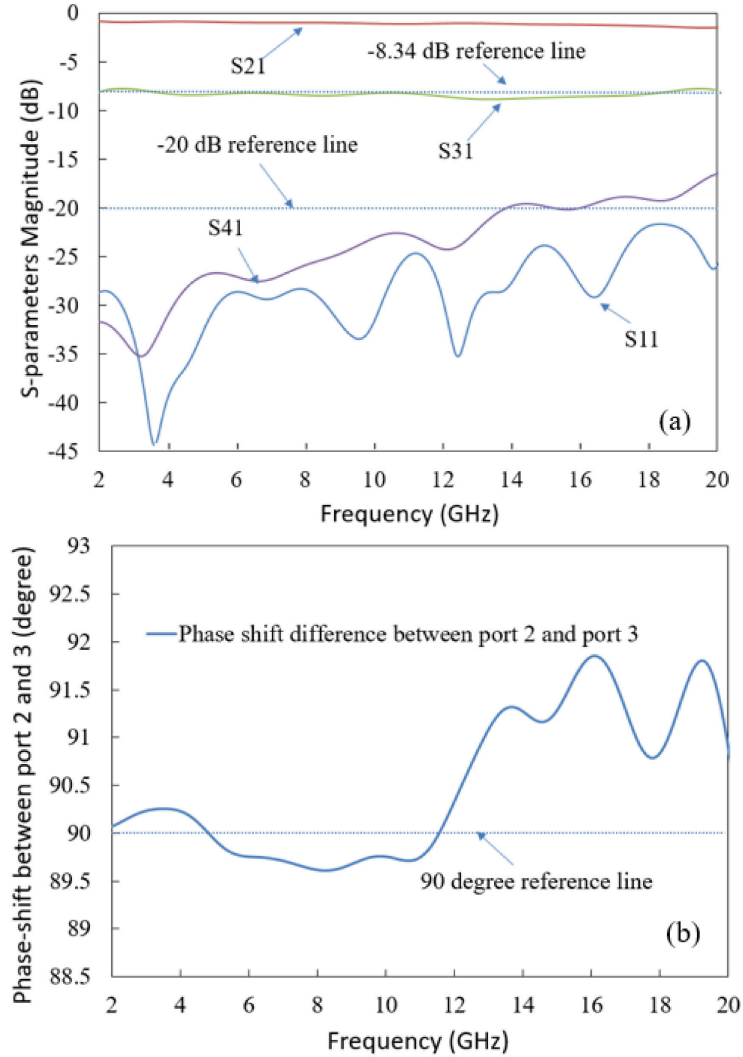 0
-5
-10
-15
-20
-25
-30
-35
-40
-45
S-parameters Magnitude (dB)
S21
-8.34 dB reference line
S31
-20 dB reference line
S41
S11
(a)
2 4 6 8 10 12 14 16 18 20
Frequency (GHz)
93
92.5
92
91.5
91
90.5
90
89.5
89
88.5
Phase-shift between port 2 and 3 (degree)
Phase shift difference between port 2 and port 3
90 degree reference line
(b)
2 4 6 8 10 12 14 16 18 20
Frequency (GHz)